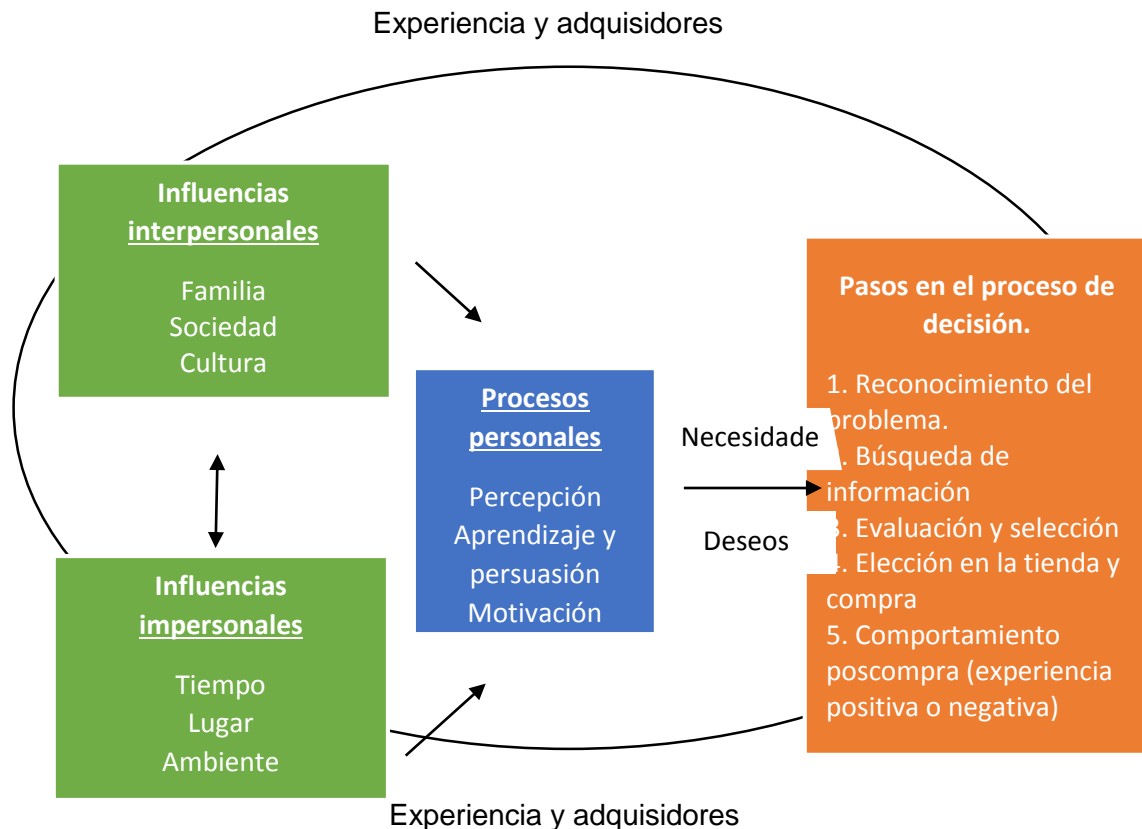 Experiencia y adquisidores
Influencias
interpersonales
Familia
Sociedad
Cultura
Influencias
impersonales
Tiempo
Lugar
Ambiente
Procesos
personales
Percepción
Aprendizaje y
persuasión
Motivación
Necesidade
Deseos
Pasos en el proceso de
decisión.
1. Reconocimiento del
problema.
. Búsqueda de
información
3. Evaluación y selección
4. Elección en la tienda y
compra
5. Comportamiento
poscompra (experiencia
positiva o negativa)
Experiencia y adquisidores